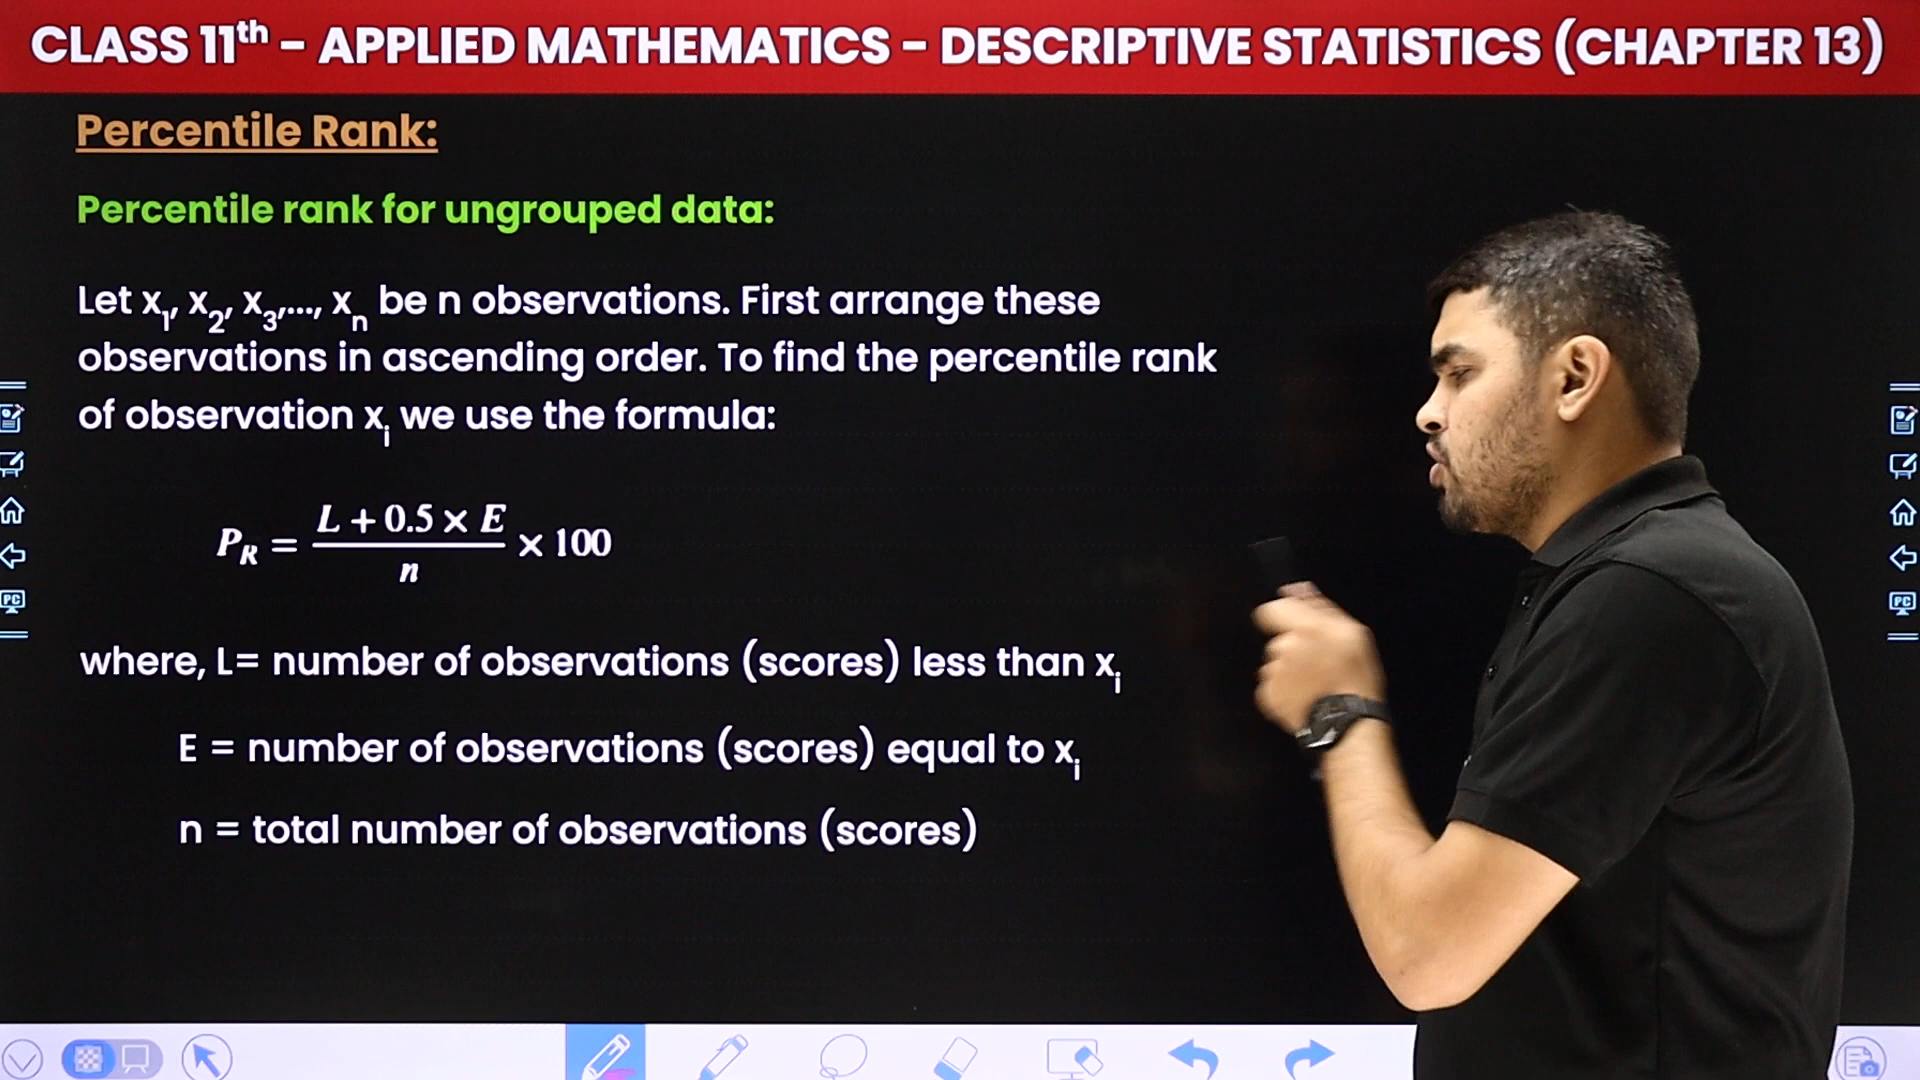 CLASS 11th - APPLIED MATHEMATICS - DESCRIPTIVE STATISTICS (CHAPTER 13)
Percentile Rank:
Percentile rank for ungrouped data:
Let x₁, x₂, x₃,..., xₙ be n observations. First arrange these
observations in ascending order. To find the percentile rank
of observation xᵢ we use the formula:
P_R = (L + 0.5 × E)/n × 100
where, L= number of observations (scores) less than xᵢ
E = number of observations (scores) equal to xᵢ
n = total number of observations (scores)
PC
PC